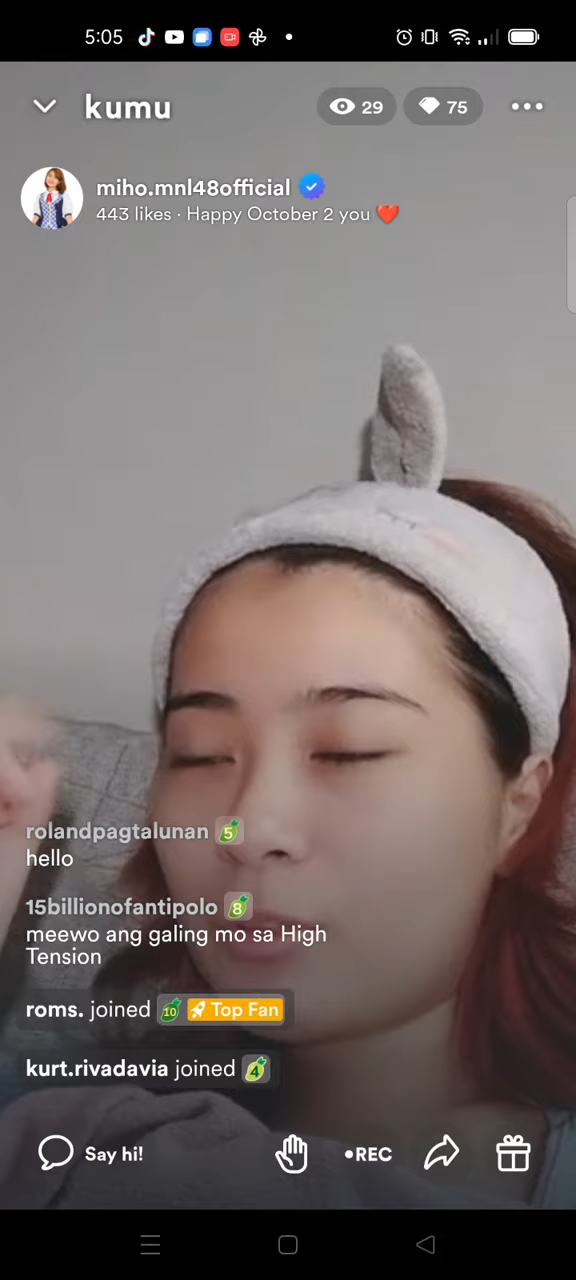 5:05
kumu
29
75
miho.mnl48official
443 likes · Happy October 2 you ❤️
rolandpagtalunan 5
hello
15billionofantipolo 8
meewo ang galing mo sa High
Tension
roms. joined 10 Top Fan
kurt.rivadavia joined 4
Say hi!
•REC